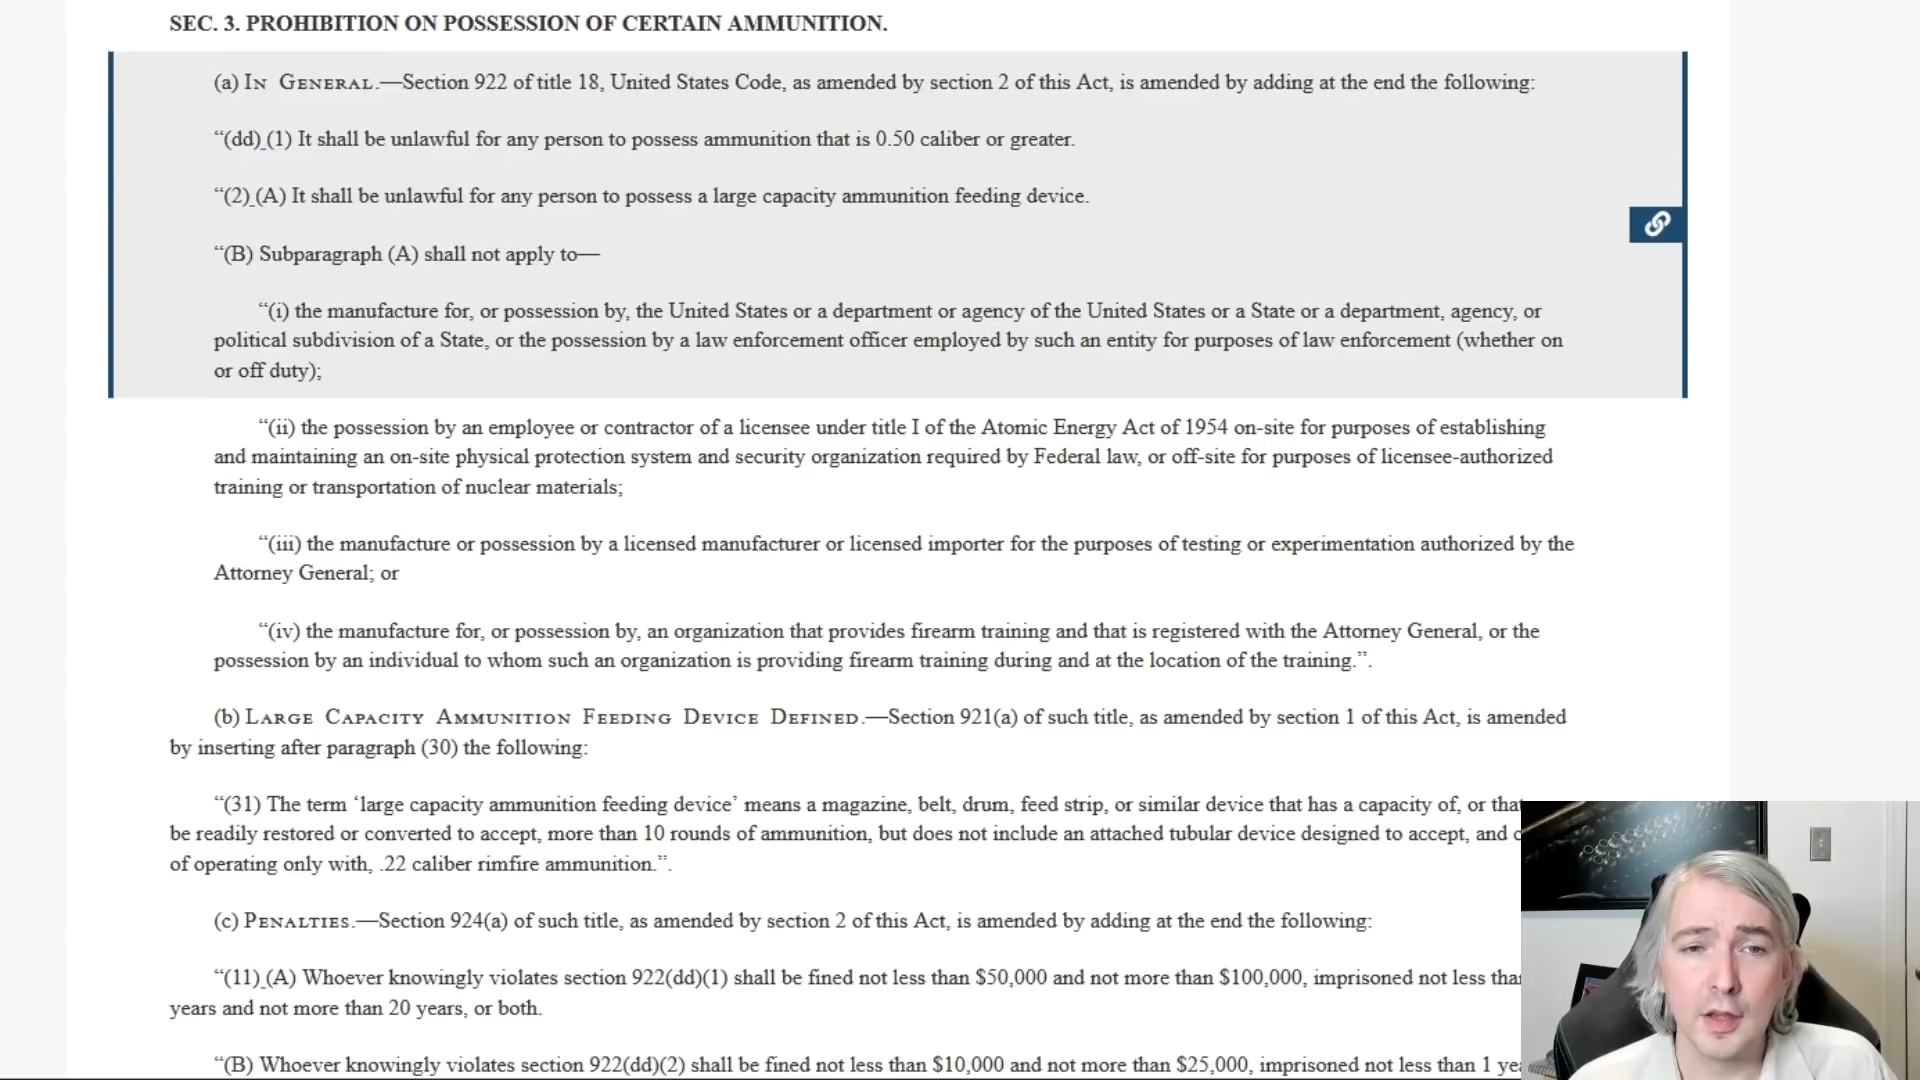 SEC. 3. PROHIBITION ON POSSESSION OF CERTAIN AMMUNITION.
(a) IN GENERAL.—Section 922 of title 18, United States Code, as amended by section 2 of this Act, is amended by adding at the end the following:
“(dd) (1) It shall be unlawful for any person to possess ammunition that is 0.50 caliber or greater.
“(2) (A) It shall be unlawful for any person to possess a large capacity ammunition feeding device.
“(B) Subparagraph (A) shall not apply to—
“(i) the manufacture for, or possession by, the United States or a department or agency of the United States or a State or a department, agency, or
political subdivision of a State, or the possession by a law enforcement officer employed by such an entity for purposes of law enforcement (whether on
or off duty);
“(ii) the possession by an employee or contractor of a licensee under title I of the Atomic Energy Act of 1954 on-site for purposes of establishing
and maintaining an on-site physical protection system and security organization required by Federal law, or off-site for purposes of licensee-authorized
training or transportation of nuclear materials;
“(iii) the manufacture or possession by a licensed manufacturer or licensed importer for the purposes of testing or experimentation authorized by the
Attorney General; or
“(iv) the manufacture for, or possession by, an organization that provides firearm training and that is registered with the Attorney General, or the
possession by an individual to whom such an organization is providing firearm training during and at the location of the training.”.
(b) LARGE CAPACITY AMMUNITION FEEDING DEVICE DEFINED.—Section 921(a) of such title, as amended by section 1 of this Act, is amended
by inserting after paragraph (30) the following:
“(31) The term ‘large capacity ammunition feeding device’ means a magazine, belt, drum, feed strip, or similar device that has a capacity of, or that
be readily restored or converted to accept, more than 10 rounds of ammunition, but does not include an attached tubular device designed to accept, and
of operating only with, .22 caliber rimfire ammunition.”.
(c) PENALTIES.—Section 924(a) of such title, as amended by section 2 of this Act, is amended by adding at the end the following:
“(11) (A) Whoever knowingly violates section 922(dd)(1) shall be fined not less than $50,000 and not more than $100,000, imprisoned not less
years and not more than 20 years, or both.
“(B) Whoever knowingly violates section 922(dd)(2) shall be fined not less than $10,000 and not more than $25,000, imprisoned not less than 1